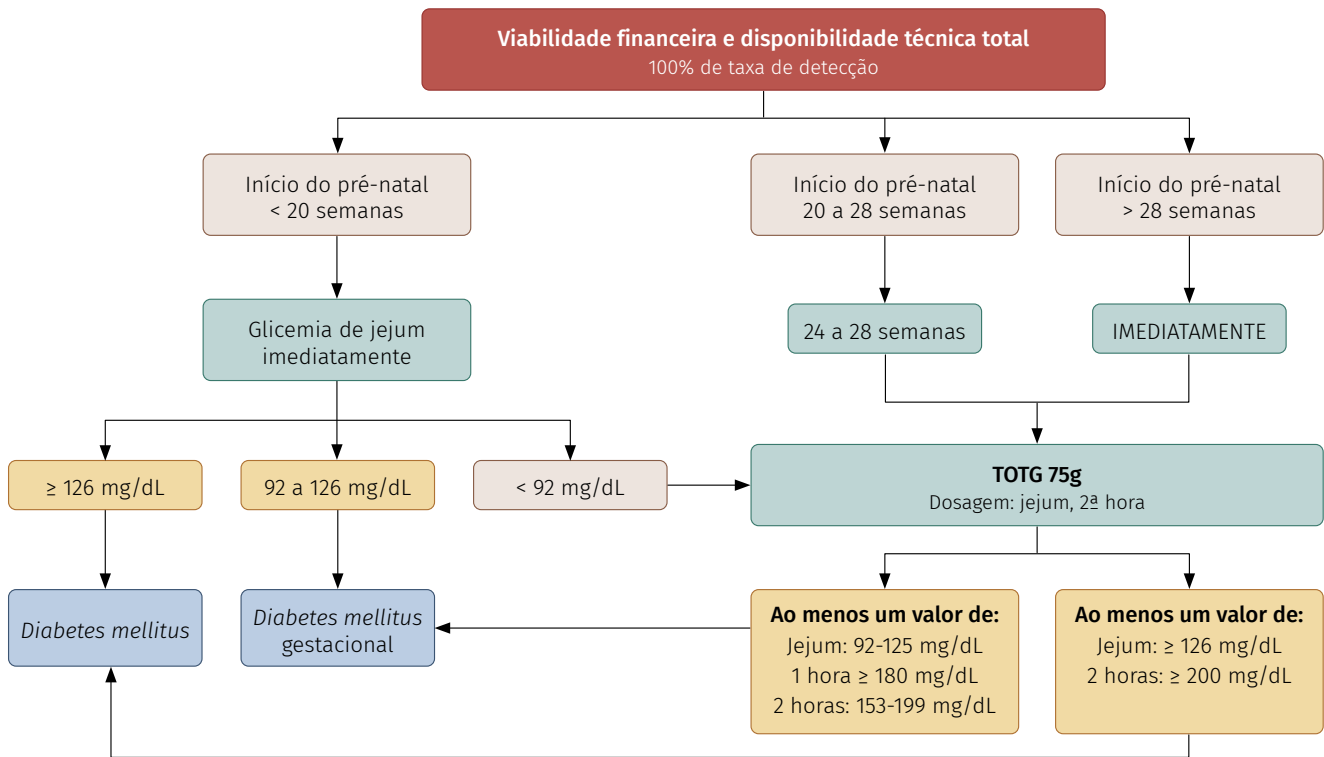 Viabilidade financeira e disponibilidade técnica total
100% de taxa de detecção
Início do pré-natal
< 20 semanas
Início do pré-natal
20 a 28 semanas
Início do pré-natal
> 28 semanas
Glicemia de jejum
imediatamente
24 a 28 semanas
IMEDIATAMENTE
≥ 126 mg/dL
92 a 126 mg/dL
< 92 mg/dL
TOTG 75g
Dosagem: jejum, 2ª hora
Diabetes mellitus
Diabetes mellitus
gestacional
Ao menos um valor de:
Jejum: 92-125 mg/dL
1 hora ≥ 180 mg/dL
2 horas: 153-199 mg/dL
Ao menos um valor de:
Jejum: ≥ 126 mg/dL
2 horas: ≥ 200 mg/dL